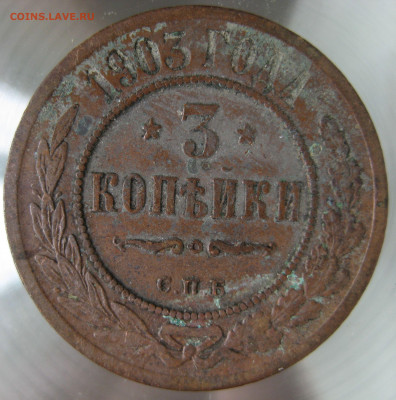 COINS.LAVE.RU
1903 ГОДА
3
КОПѢЙКИ
С.П.Б